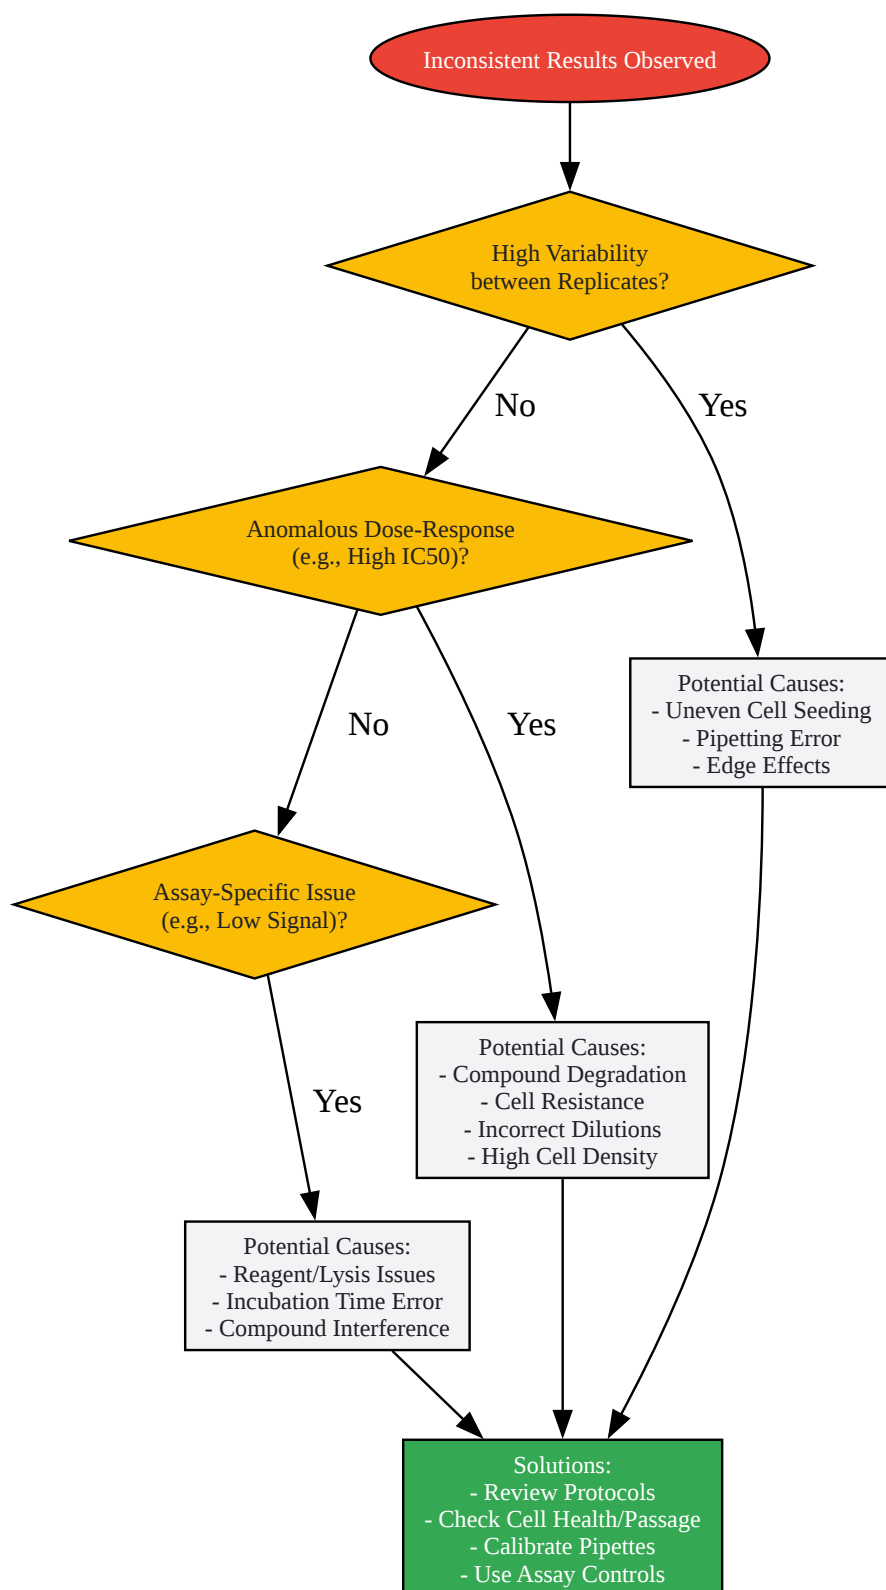 Inconsistent Results Observed
High Variability
between Replicates?
No
Yes
Anomalous Dose-Response
(e.g., High IC50)?
Potential Causes:
- Uneven Cell Seeding
- Pipetting Error
- Edge Effects
No
Yes
Assay-Specific Issue
(e.g., Low Signal)?
Potential Causes:
- Compound Degradation
- Cell Resistance
- Incorrect Dilutions
- High Cell Density
Yes
Potential Causes:
- Reagent/Lysis Issues
- Incubation Time Error
- Compound Interference
Solutions:
- Review Protocols
- Check Cell Health/Passage
- Calibrate Pipettes
- Use Assay Controls